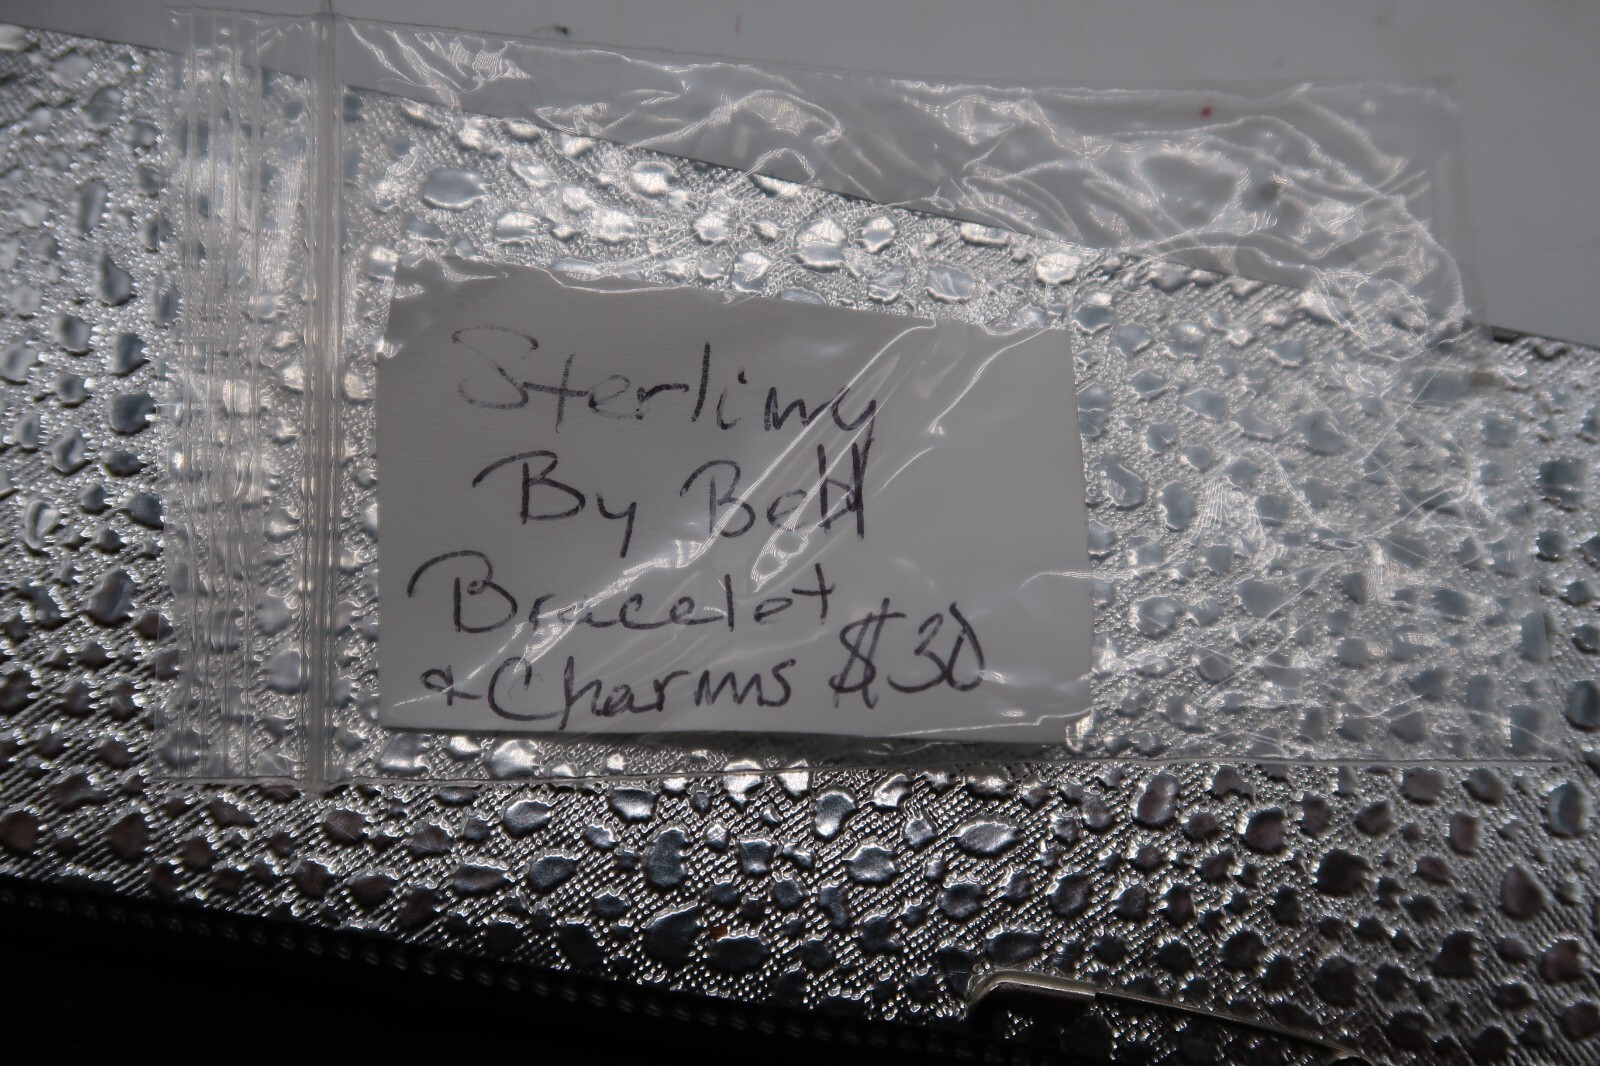 Sterling
By Bell
Bracelet
& Charms $30